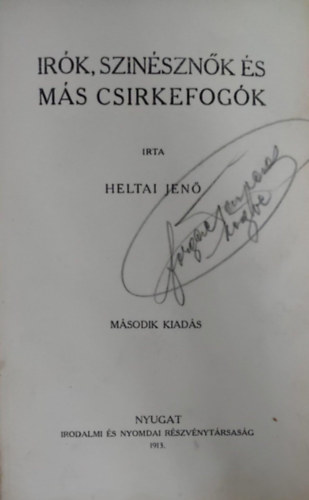 IRÓK, SZINÉSZNŐK ÉS
MÁS CSIRKEFOGÓK
IRTA
HELTAI JENŐ
MÁSODIK KIADÁS
NYUGAT
IRODALMI ÉS NYOMDAI RÉSZVÉNYTÁRSASÁG
1913.